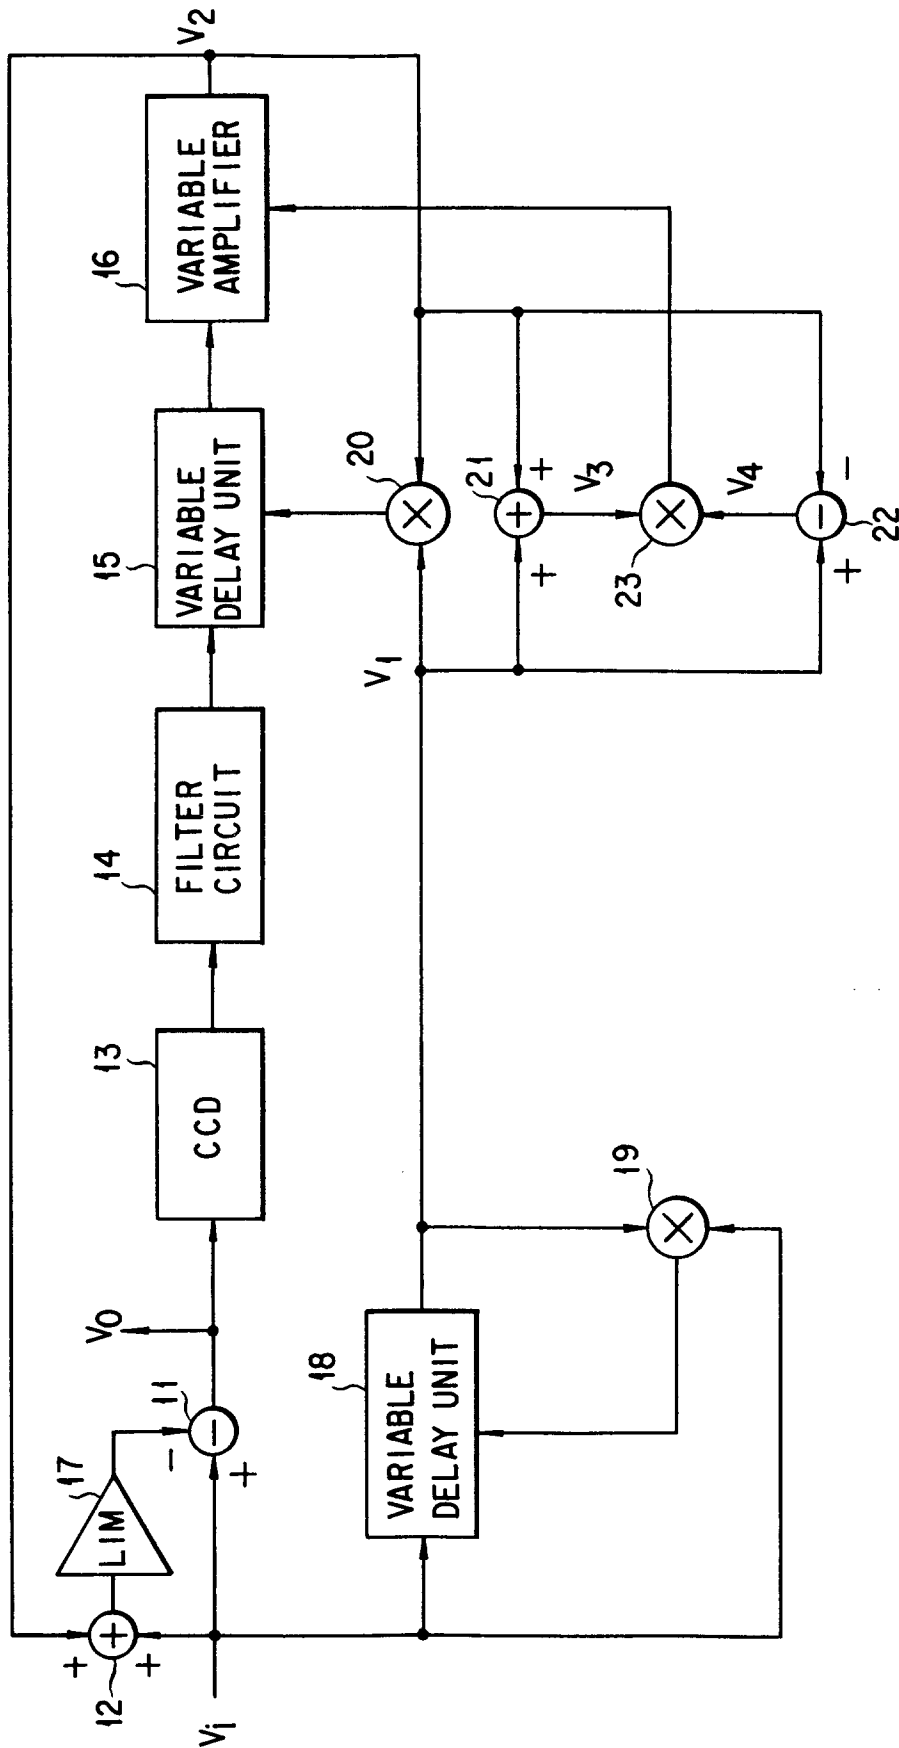 V2
16
VARIABLE
AMPLIFIER
15
VARIABLE
DELAY UNIT
14
FILTER
CIRCUIT
13
CCD
V0
11
-
-
+
17
LIM
12
+
+
+
Vi
18
VARIABLE
DELAY UNIT
19
×
V1
20
×
21
+
+
+
V3
23
×
V4
22
-
-
+